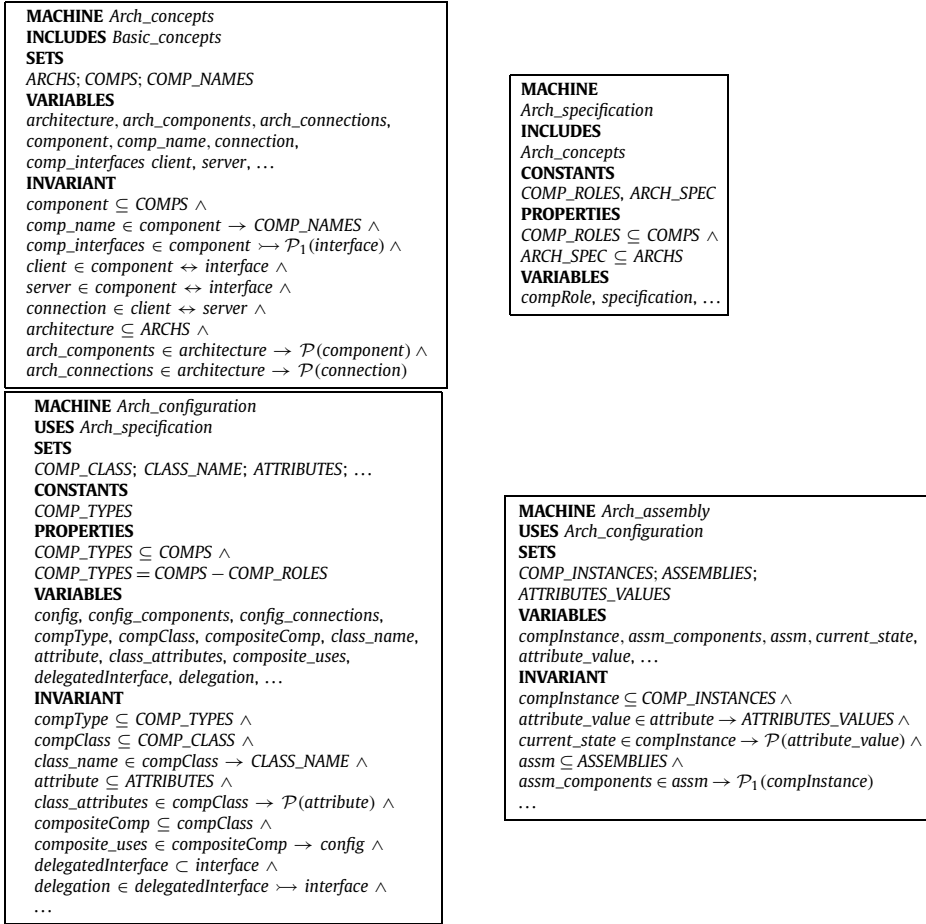 MACHINE Arch_concepts
INCLUDES Basic_concepts
SETS
ARCHS; COMPS; COMP_NAMES
VARIABLES
architecture, arch_components, arch_connections,
component, comp_name, connection,
comp_interfaces client, server, …
INVARIANT
component ⊆ COMPS ∧
comp_name ∈ component → COMP_NAMES ∧
comp_interfaces ∈ component ↣ 𝒫₁(interface) ∧
client ∈ component ↔ interface ∧
server ∈ component ↔ interface ∧
connection ∈ client ↔ server ∧
architecture ⊆ ARCHS ∧
arch_components ∈ architecture → 𝒫(component) ∧
arch_connections ∈ architecture → 𝒫(connection)
MACHINE
Arch_specification
INCLUDES
Arch_concepts
CONSTANTS
COMP_ROLES, ARCH_SPEC
PROPERTIES
COMP_ROLES ⊆ COMPS ∧
ARCH_SPEC ⊆ ARCHS
VARIABLES
compRole, specification, …
MACHINE Arch_configuration
USES Arch_specification
SETS
COMP_CLASS; CLASS_NAME; ATTRIBUTES; …
CONSTANTS
COMP_TYPES
PROPERTIES
COMP_TYPES ⊆ COMPS ∧
COMP_TYPES = COMPS − COMP_ROLES
VARIABLES
config, config_components, config_connections,
compType, compClass, compositeComp, class_name,
attribute, class_attributes, composite_uses,
delegatedInterface, delegation, …
INVARIANT
compType ⊆ COMP_TYPES ∧
compClass ⊆ COMP_CLASS ∧
class_name ∈ compClass → CLASS_NAME ∧
attribute ⊆ ATTRIBUTES ∧
class_attributes ∈ compClass → 𝒫(attribute) ∧
compositeComp ⊆ compClass ∧
composite_uses ∈ compositeComp → config ∧
delegatedInterface ⊂ interface ∧
delegation ∈ delegatedInterface ↣ interface ∧
…
MACHINE Arch_assembly
USES Arch_configuration
SETS
COMP_INSTANCES; ASSEMBLIES;
ATTRIBUTES_VALUES
VARIABLES
compInstance, assm_components, assm, current_state,
attribute_value, …
INVARIANT
compInstance ⊆ COMP_INSTANCES ∧
attribute_value ∈ attribute → ATTRIBUTES_VALUES ∧
current_state ∈ compInstance → 𝒫(attribute_value) ∧
assm ⊆ ASSEMBLIES ∧
assm_components ∈ assm → 𝒫₁(compInstance)
…